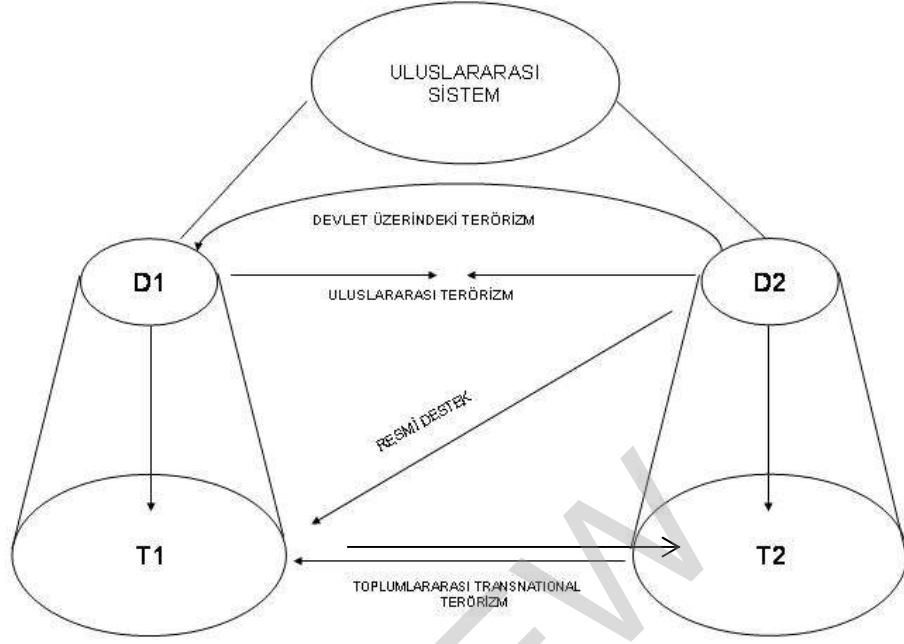 ULUSLARARASI
SİSTEM
DEVLET ÜZERİNDEKİ TERÖRİZM
D1
D2
ULUSLARARASI TERÖRİZM
RESMİ DESTEK
T1
T2
TOPLUMLARARASI TRANSNATIONAL
TERÖRİZM